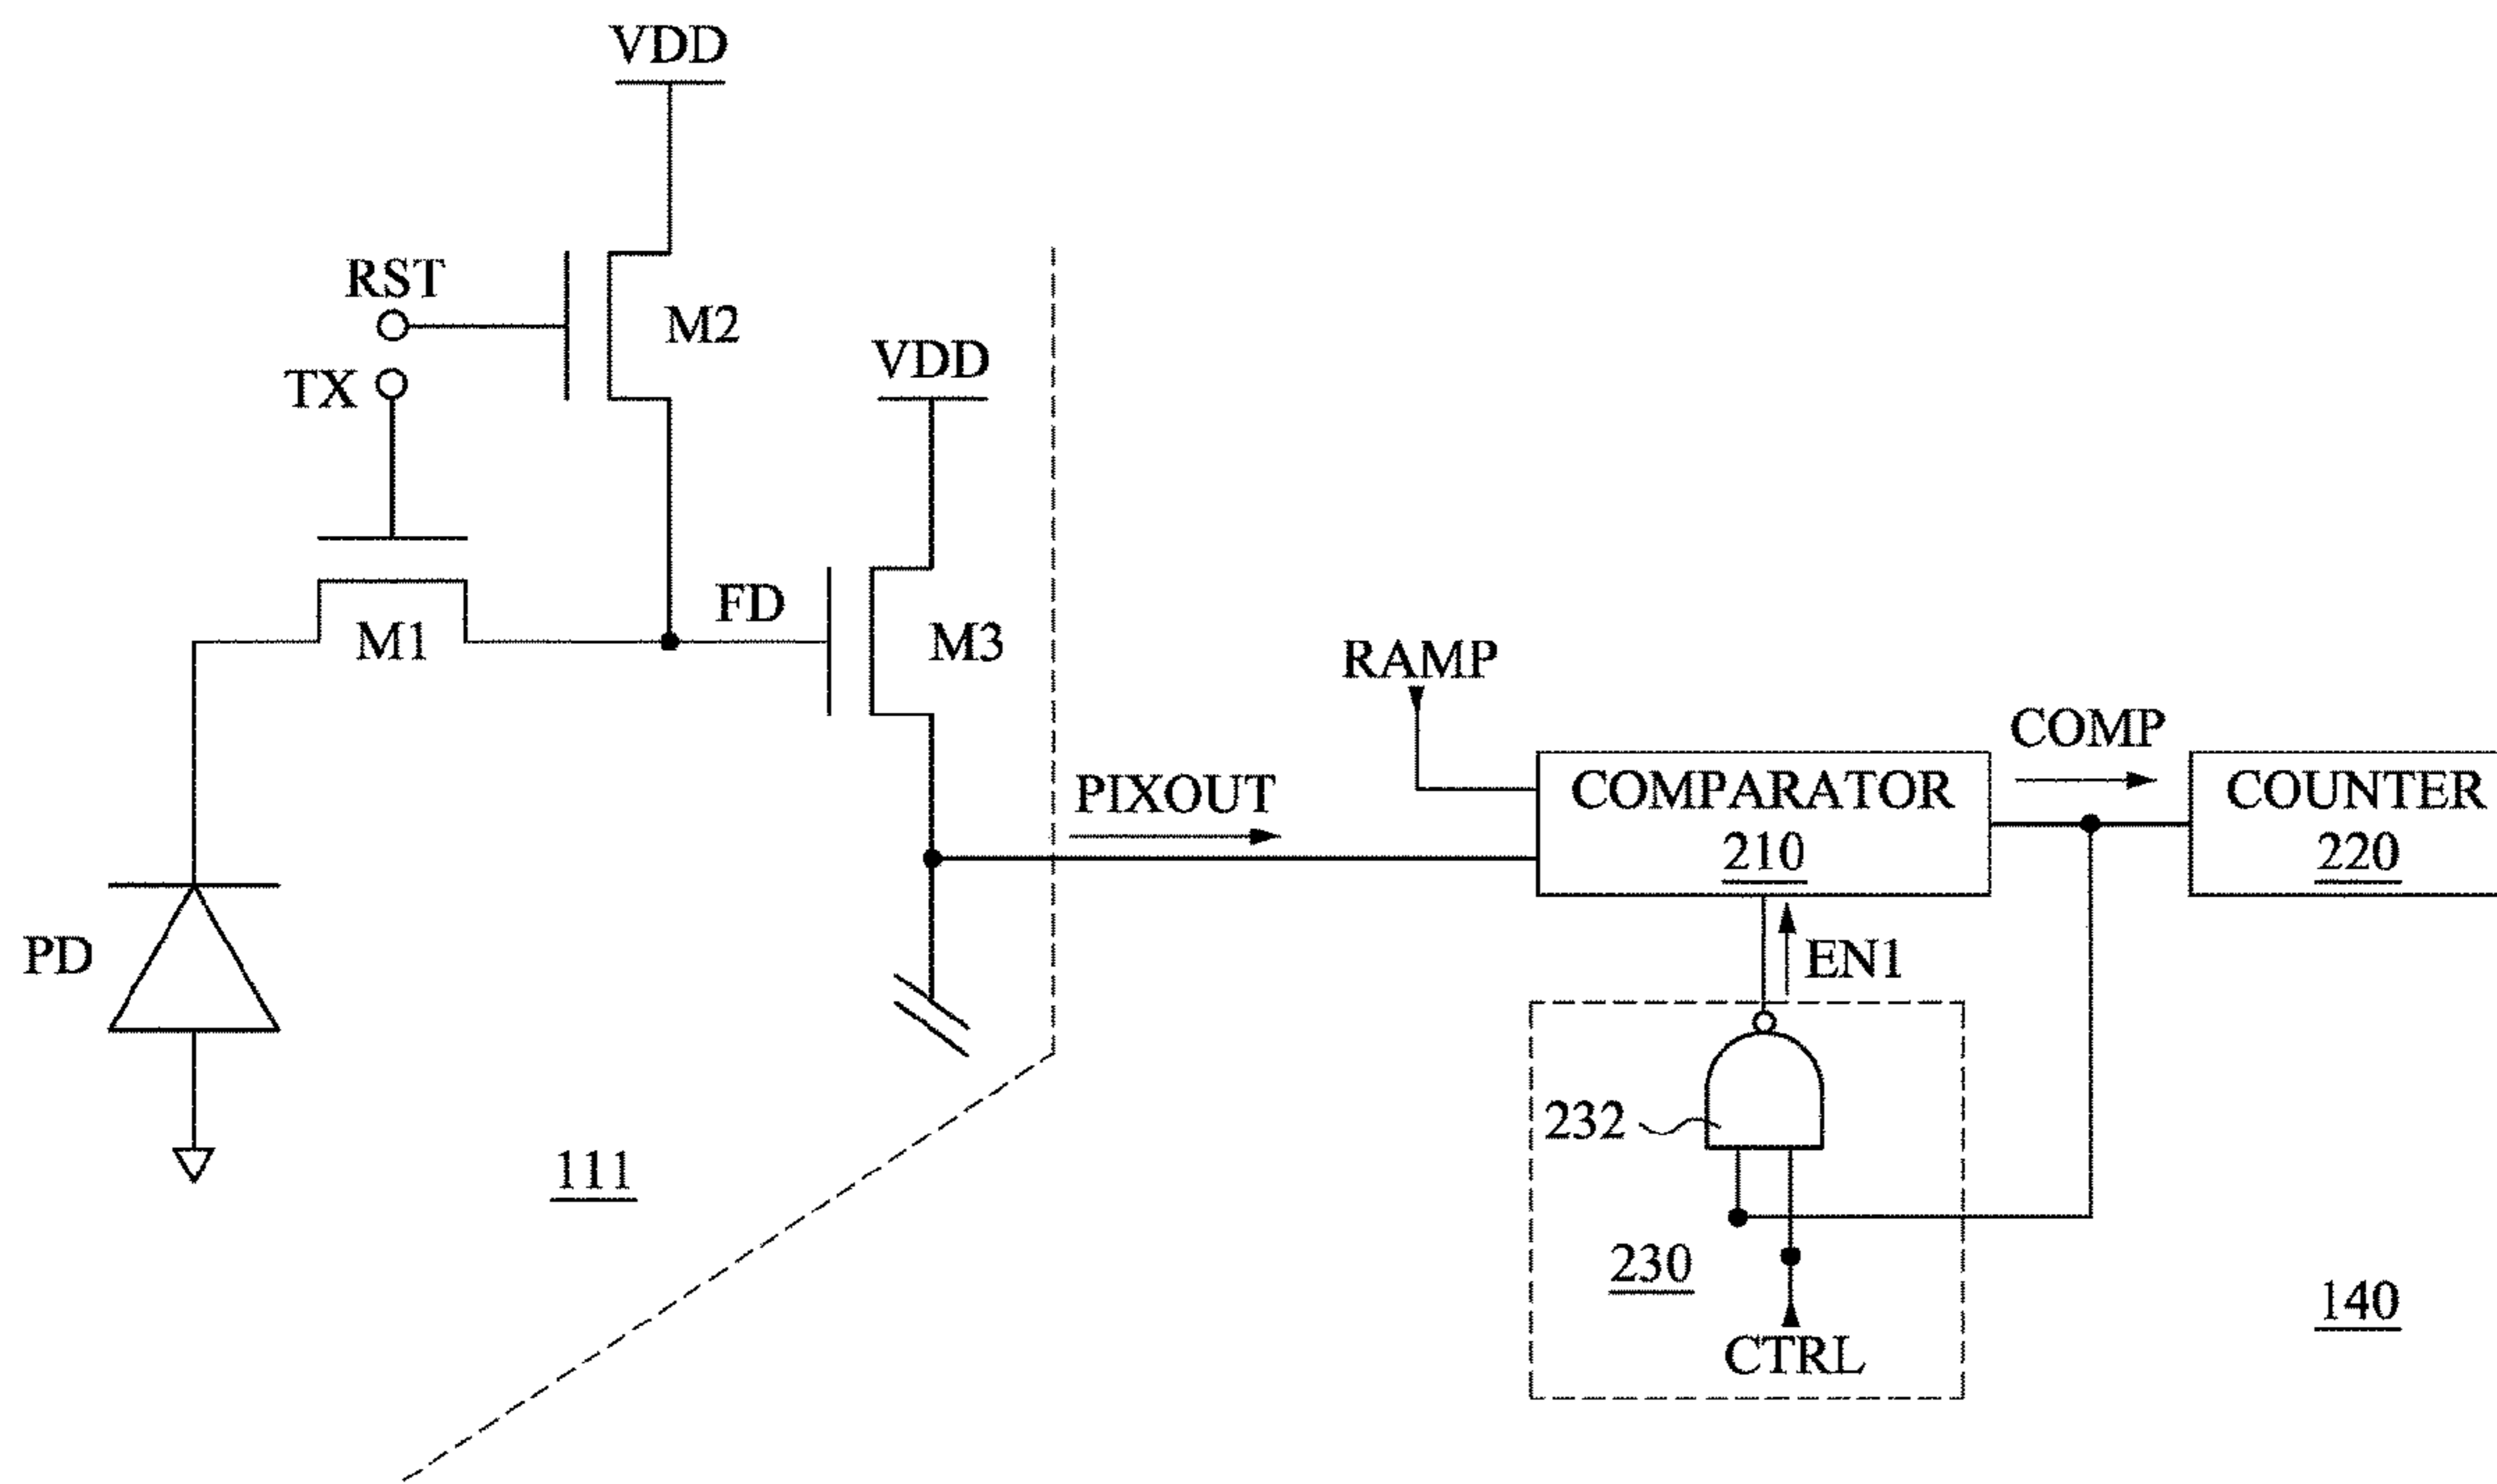 VDD
RST
M2
TX
VDD
FD
M1
M3
RAMP
COMP
PIXOUT
COMPARATOR
210
COUNTER
220
PD
EN1
232
111
230
140
CTRL